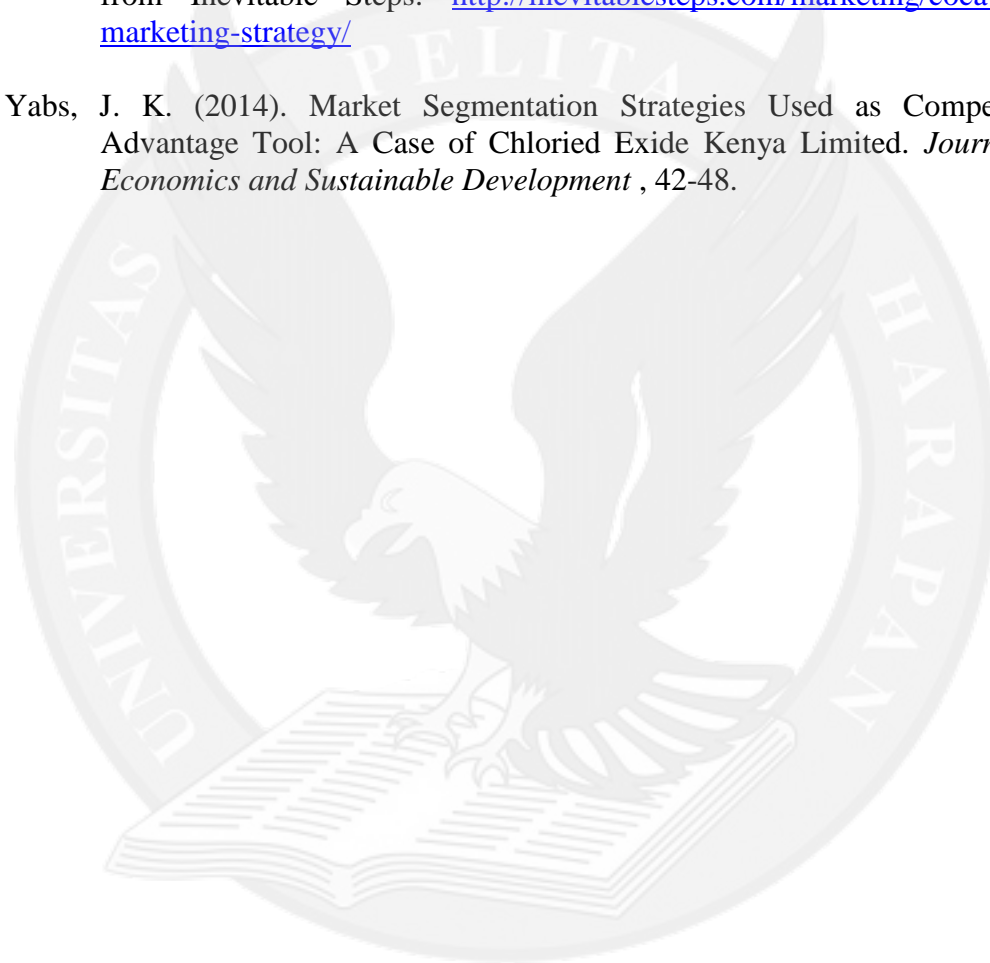 from Inevitable Steps: http://inevitablesteps.com/marketing/coca
marketing-strategy/
Yabs, J. K. (2014). Market Segmentation Strategies Used as Compe
Advantage Tool: A Case of Chloried Exide Kenya Limited. Journ
Economics and Sustainable Development , 42-48.
UNIVERSITAS PELITA HARAPAN